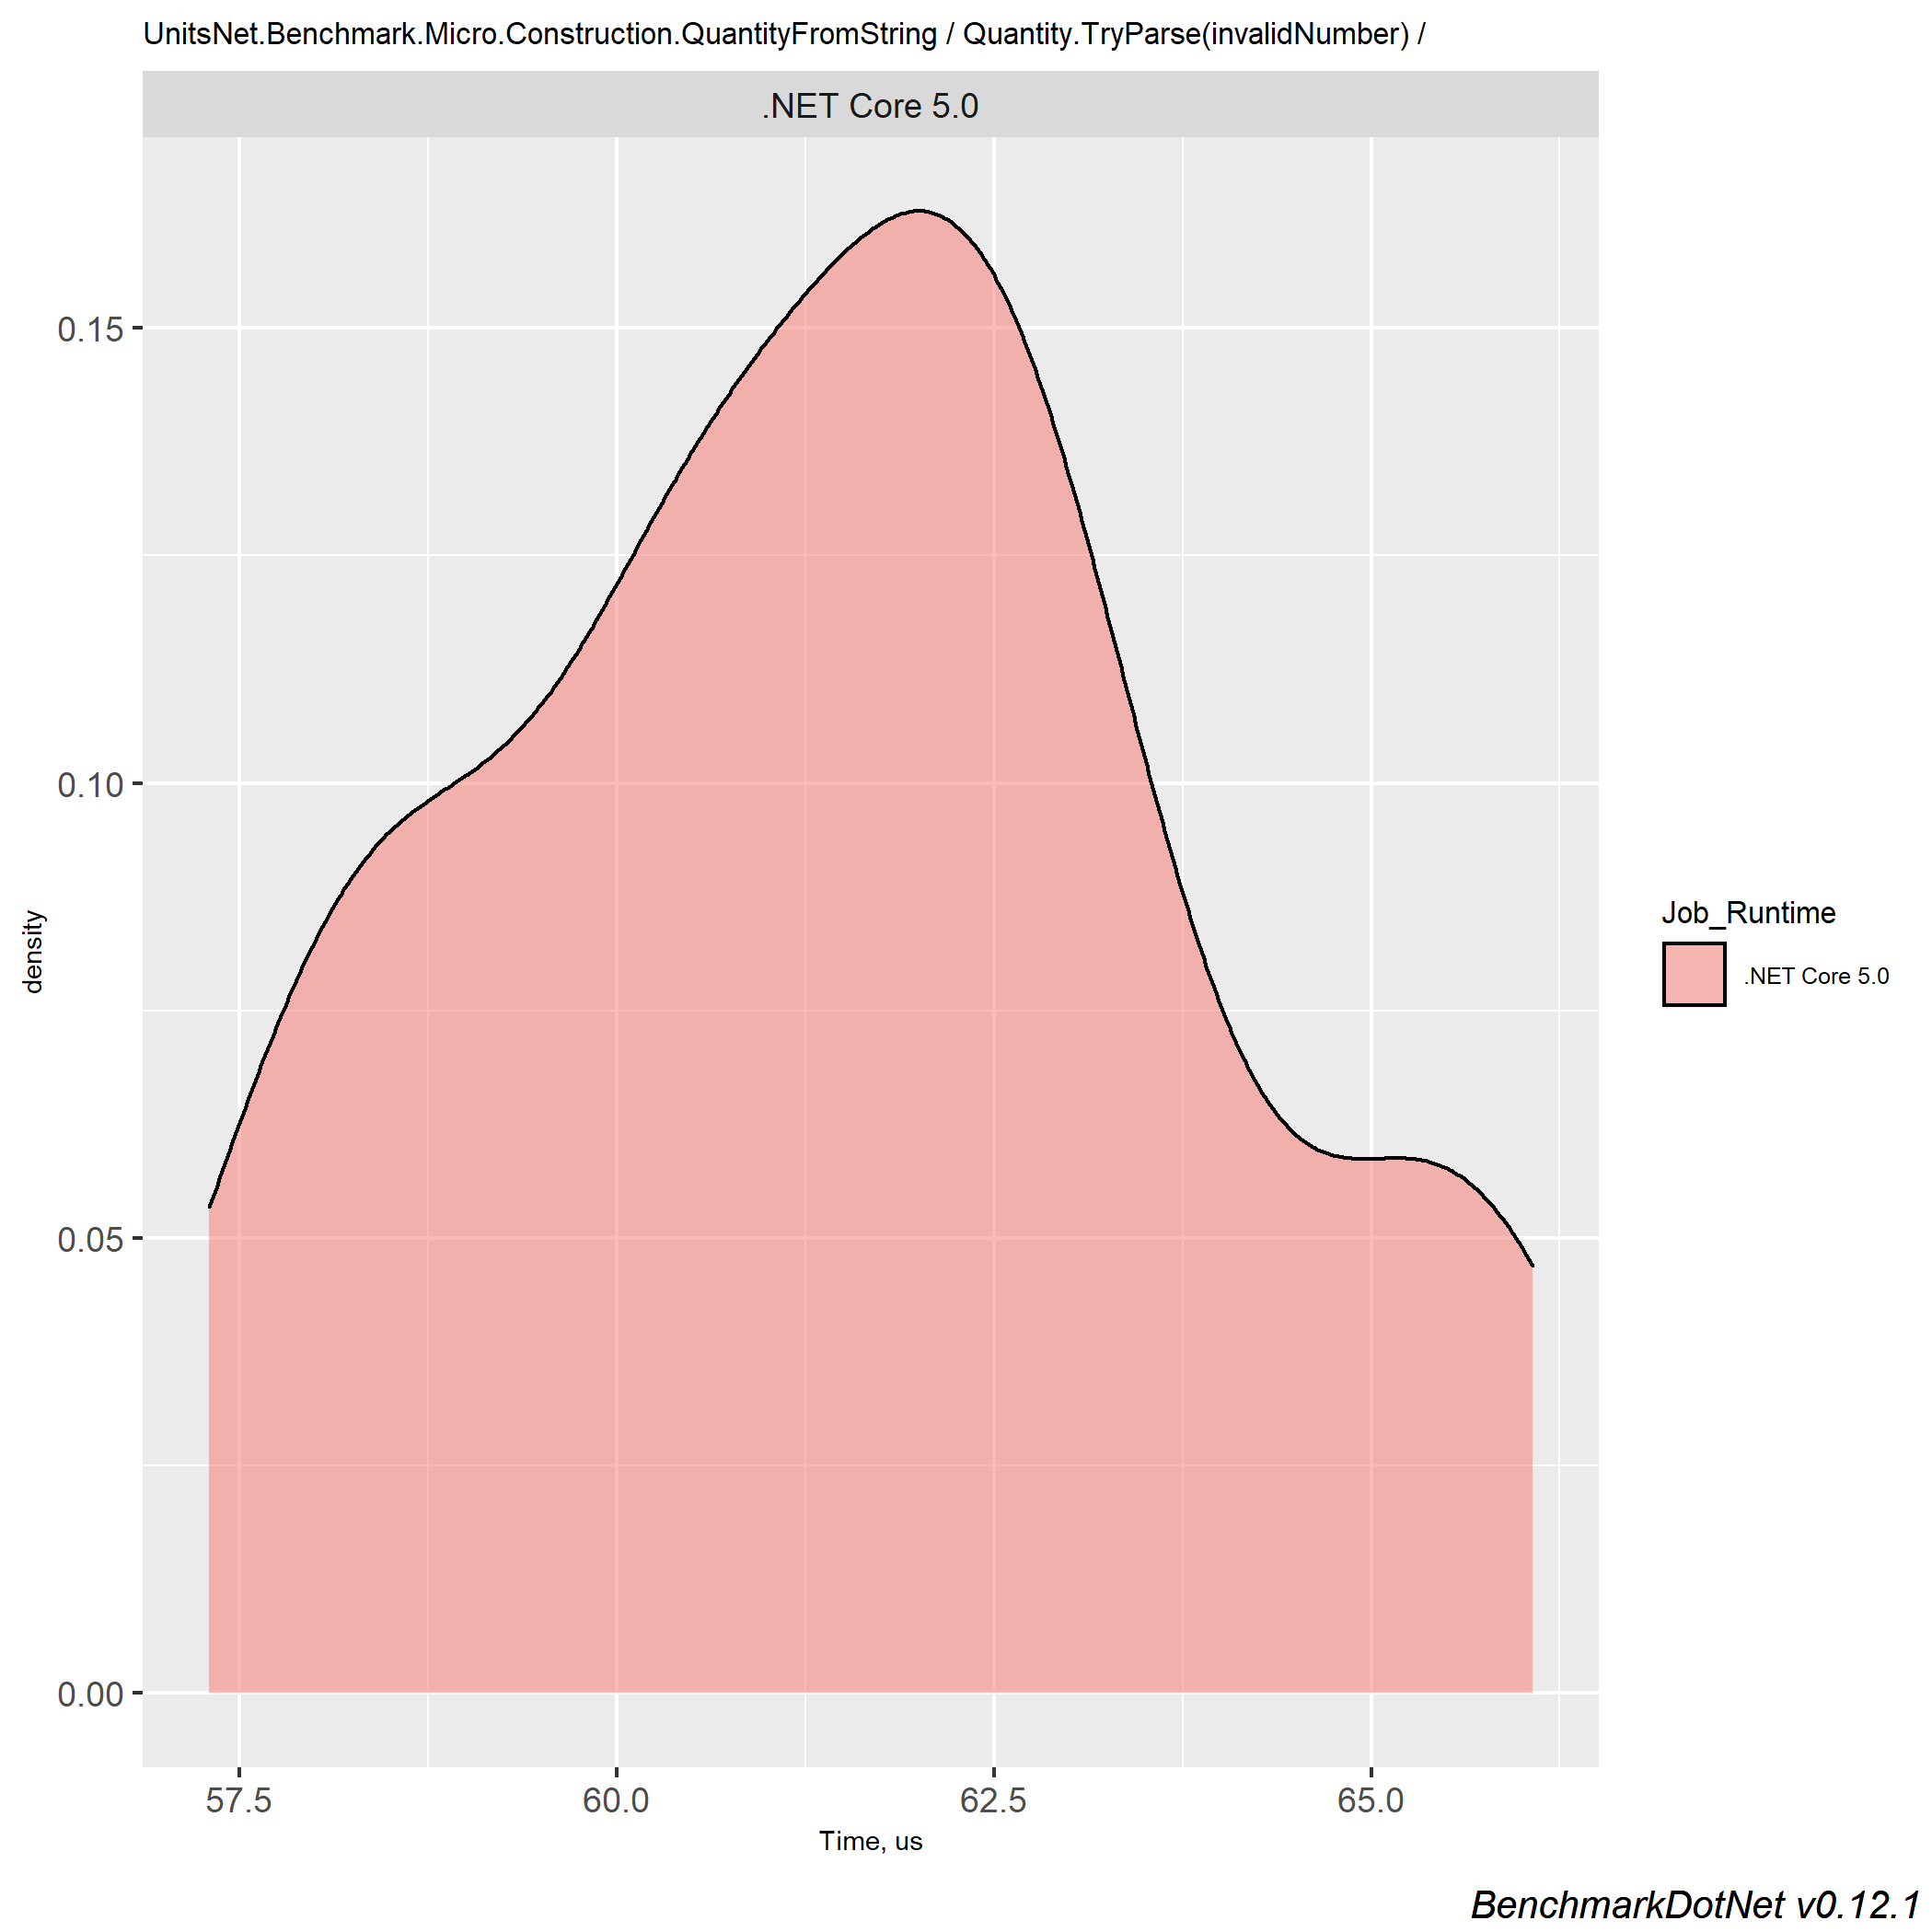 UnitsNet.Benchmark.Micro.Construction.QuantityFromString / Quantity.TryParse(invalidNumber) /
.NET Core 5.0
0.15
0.10
0.05
0.00
density
57.5 60.0 62.5 65.0
Time, us
Job_Runtime
.NET Core 5.0
BenchmarkDotNet v0.12.1